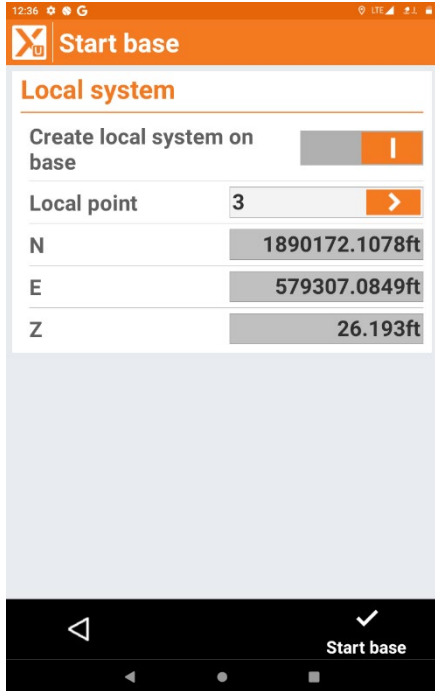 12:36 G LTE
XU Start base
Local system
Create local system on
base
Local point 3
N 1890172.1078ft
E 579307.0849ft
Z 26.193ft
Start base